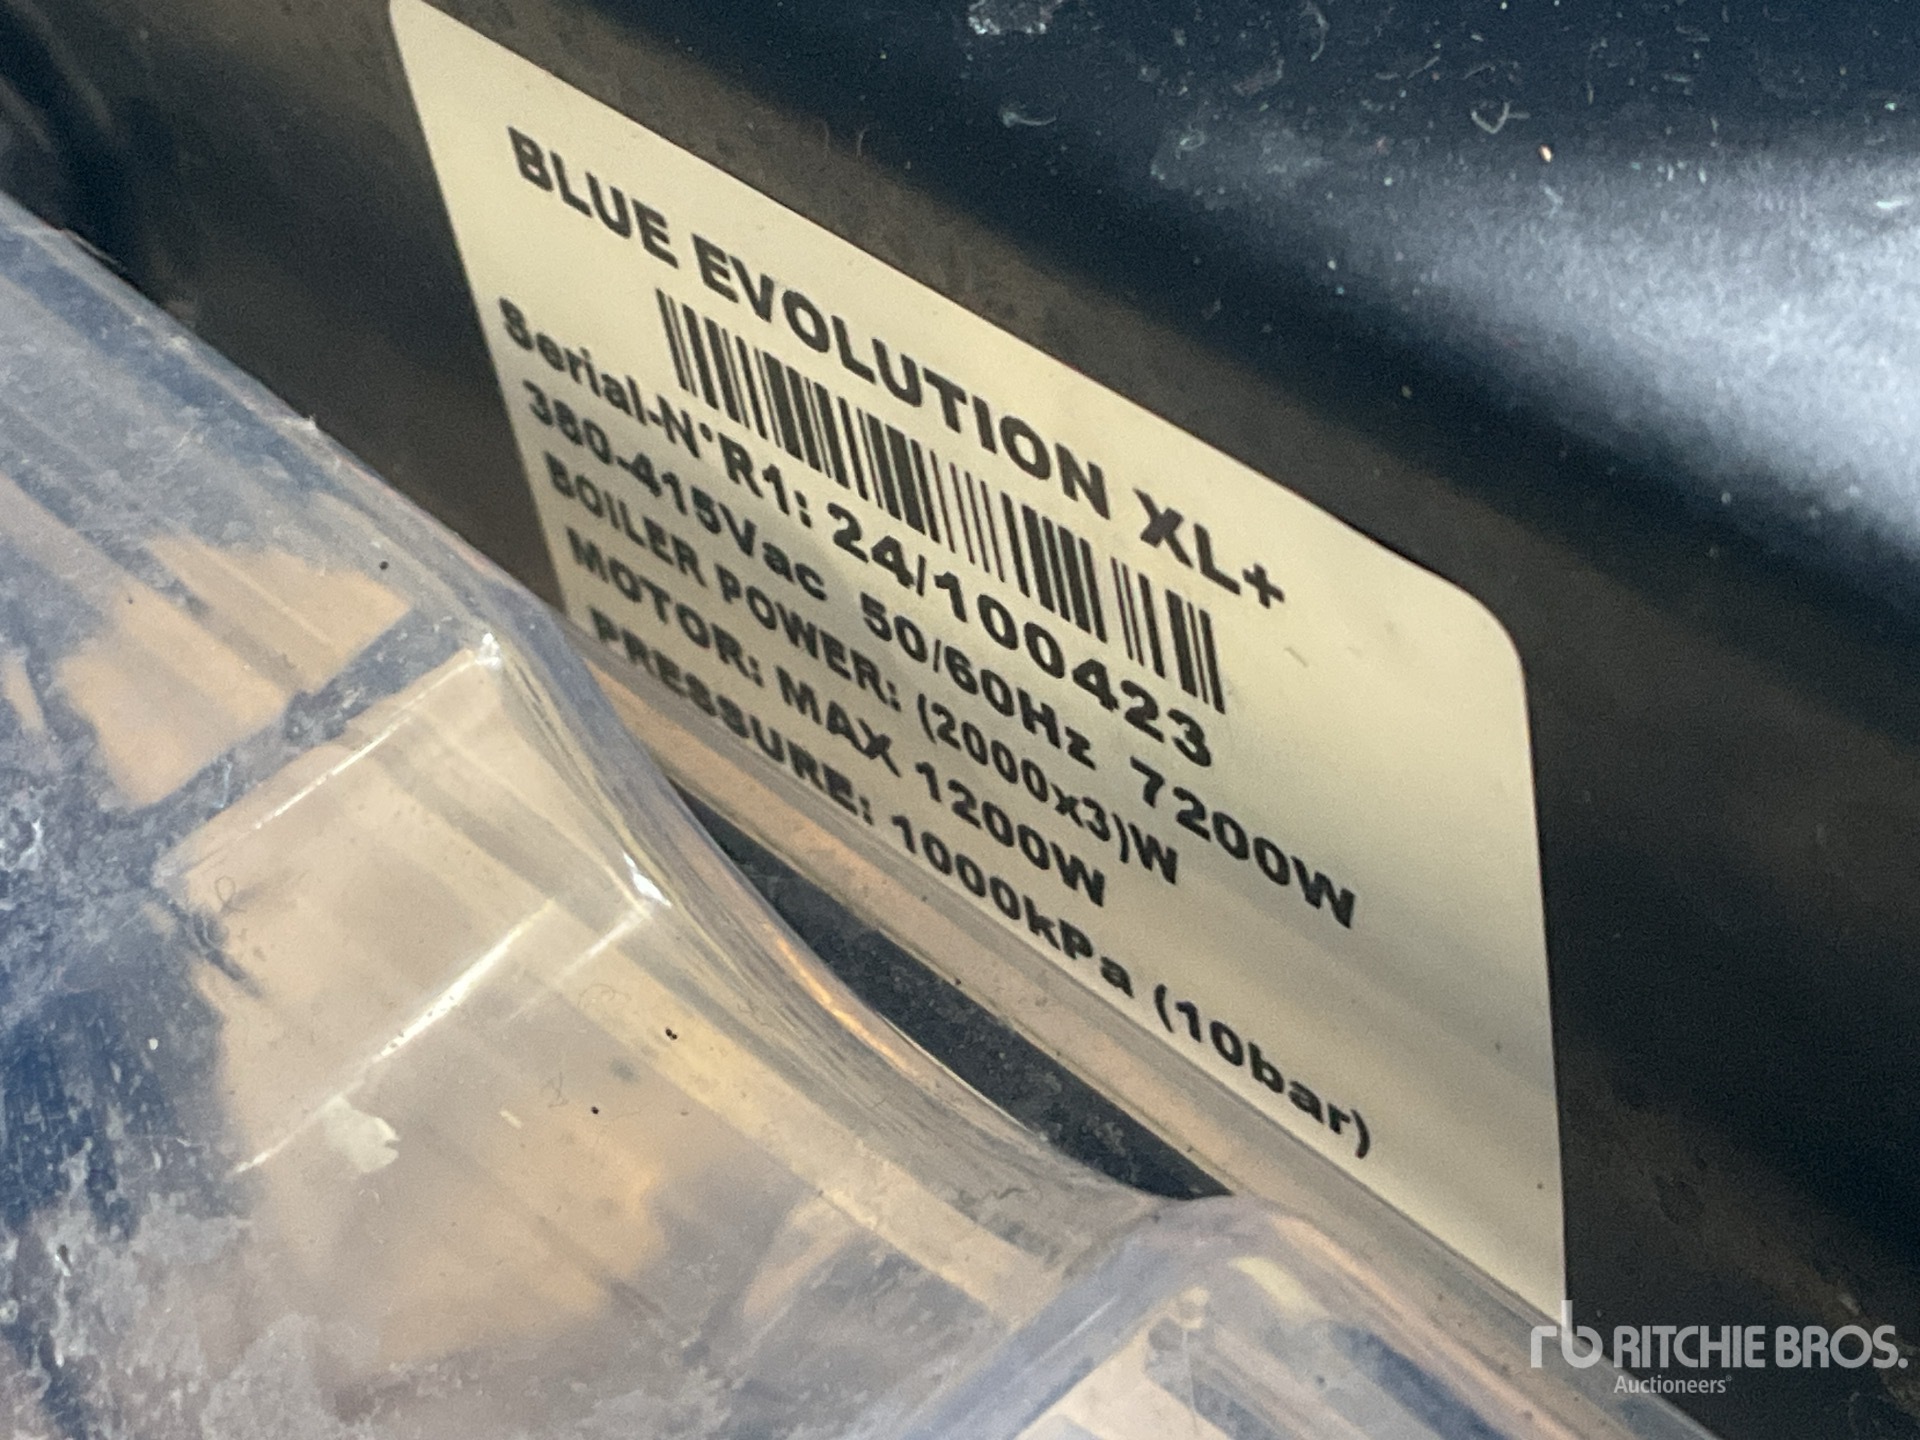 BLUE EVOLUTION XL+
Serial-N°R1: 24/100423
380-415Vac 50/60Hz 7200W
BOILER POWER: (2000x3)W
MOTOR: MAX 1200W
PRESSURE: 1000kPa (10bar)
rb RITCHIE BROS.
Auctioneers®